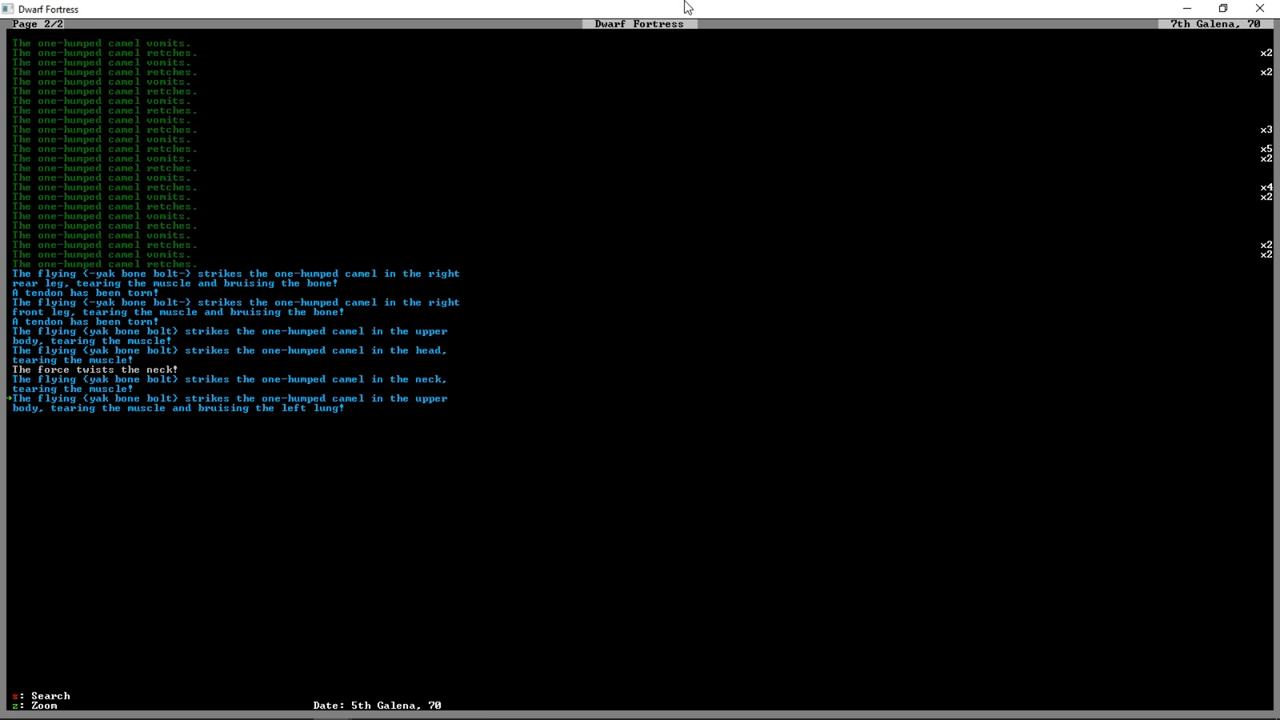 Dwarf Fortress
Page 2/2 Dwarf Fortress 7th Galena, 70
The one-humped camel vomits.
The one-humped camel retches. x2
The one-humped camel vomits.
The one-humped camel retches. x2
The one-humped camel vomits.
The one-humped camel retches.
The one-humped camel vomits.
The one-humped camel retches.
The one-humped camel vomits.
The one-humped camel retches. x3
The one-humped camel vomits.
The one-humped camel retches. x5
The one-humped camel vomits. x2
The one-humped camel retches.
The one-humped camel vomits.
The one-humped camel retches. x4
The one-humped camel vomits. x2
The one-humped camel retches.
The one-humped camel vomits.
The one-humped camel retches.
The one-humped camel vomits.
The one-humped camel retches. x2
The one-humped camel vomits. x2
The one-humped camel retches.
The flying {-yak bone bolt-} strikes the one-humped camel in the right
rear leg, tearing the muscle and bruising the bone!
A tendon has been torn!
The flying {-yak bone bolt-} strikes the one-humped camel in the right
front leg, tearing the muscle and bruising the bone!
A tendon has been torn!
The flying {yak bone bolt} strikes the one-humped camel in the upper
body, tearing the muscle!
The flying {yak bone bolt} strikes the one-humped camel in the head,
tearing the muscle!
The force twists the neck!
The flying {yak bone bolt} strikes the one-humped camel in the neck,
tearing the muscle!
The flying {yak bone bolt} strikes the one-humped camel in the upper
body, tearing the muscle and bruising the left lung!
s: Search
z: Zoom Date: 5th Galena, 70